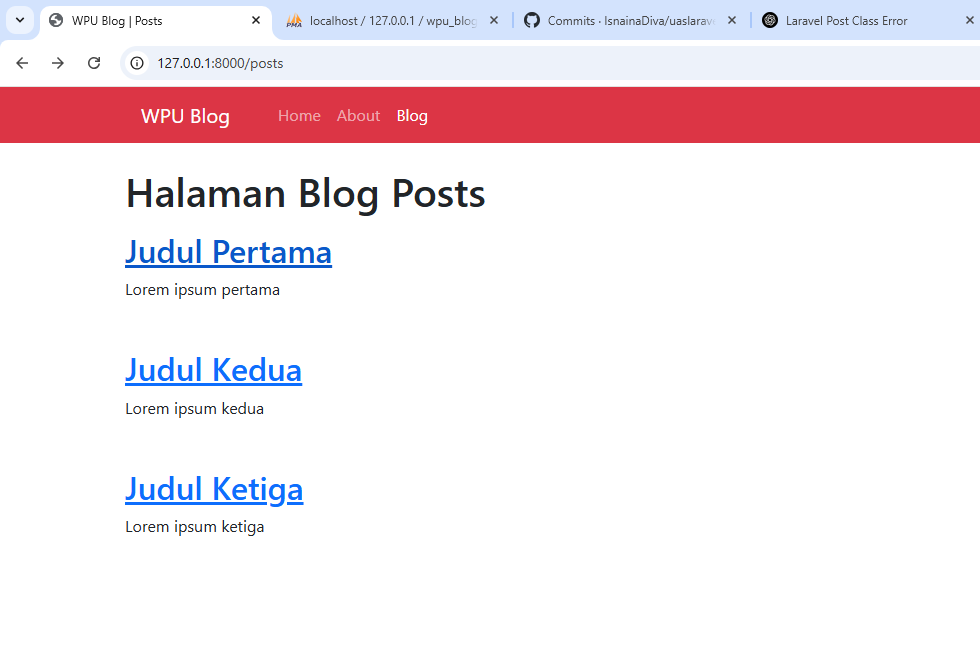 WPU Blog | Posts
localhost / 127.0.0.1 / wpu_blog
Commits · IsnainaDiva/uaslarave
Laravel Post Class Error
127.0.0.1:8000/posts
WPU Blog Home About Blog
Halaman Blog Posts
Judul Pertama
Lorem ipsum pertama
Judul Kedua
Lorem ipsum kedua
Judul Ketiga
Lorem ipsum ketiga